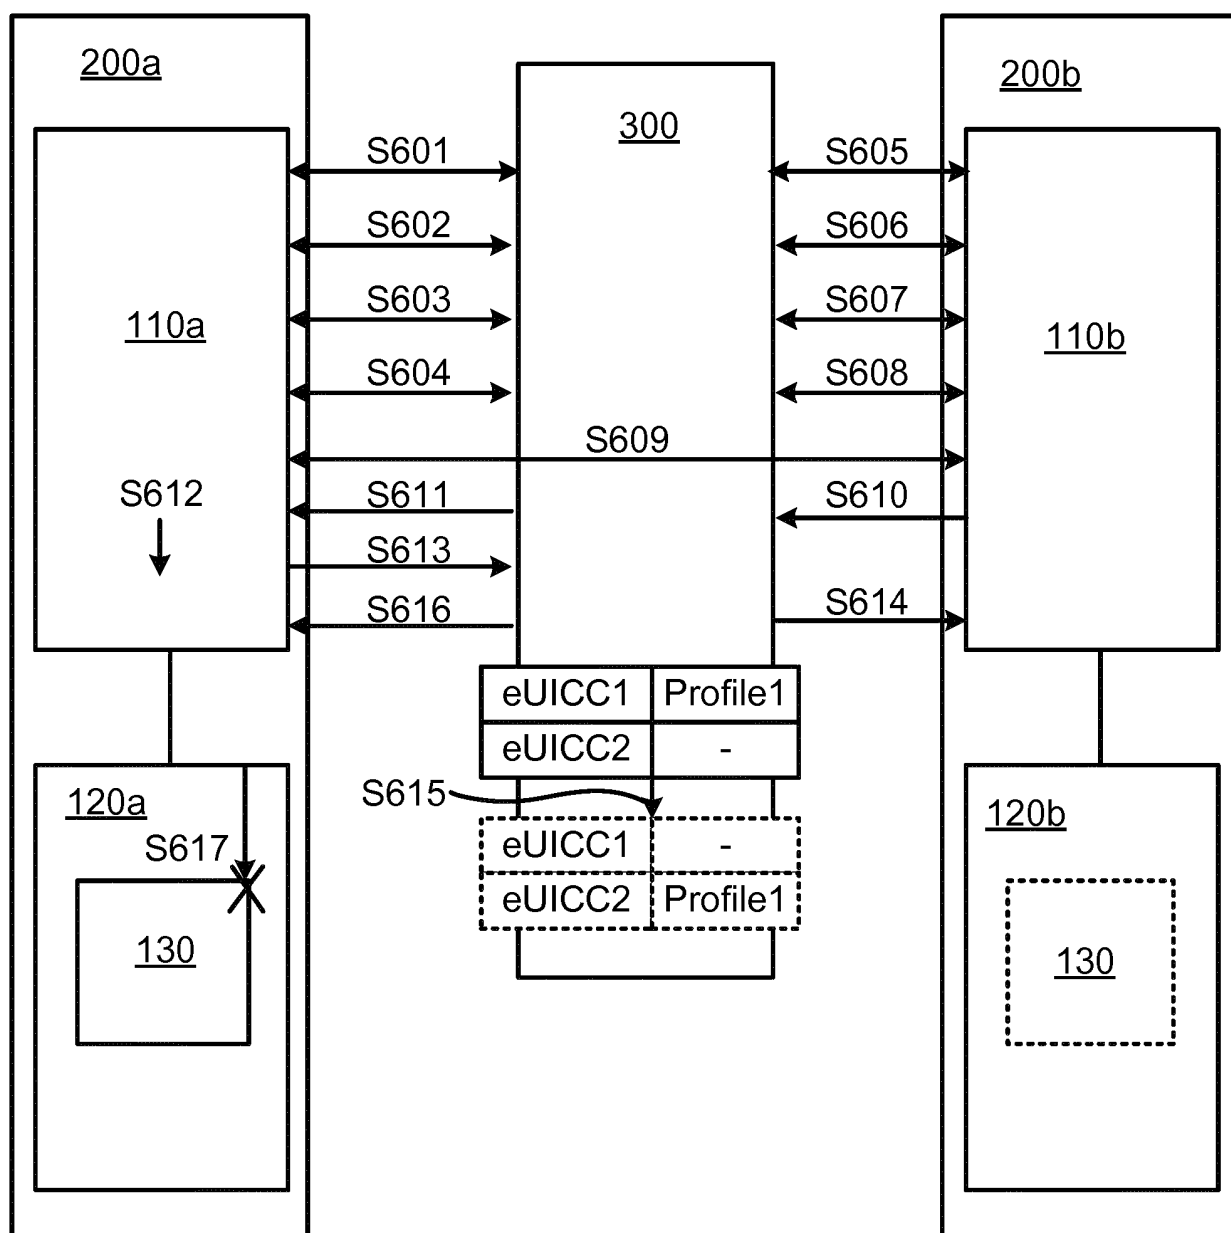 200a
300
200b
S601
S605
S602
S606
S603
S607
110a
110b
S604
S608
S609
S612
S611
S610
S613
S616
S614
eUICC1 Profile1
eUICC2 -
S615
120a
120b
S617
eUICC1 -
eUICC2 Profile1
130
130